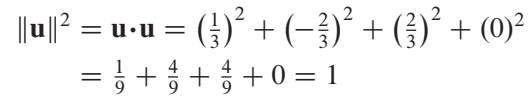 ‖u‖² = u·u = (1/3)² + (−2/3)² + (2/3)² + (0)²
= 1/9 + 4/9 + 4/9 + 0 = 1